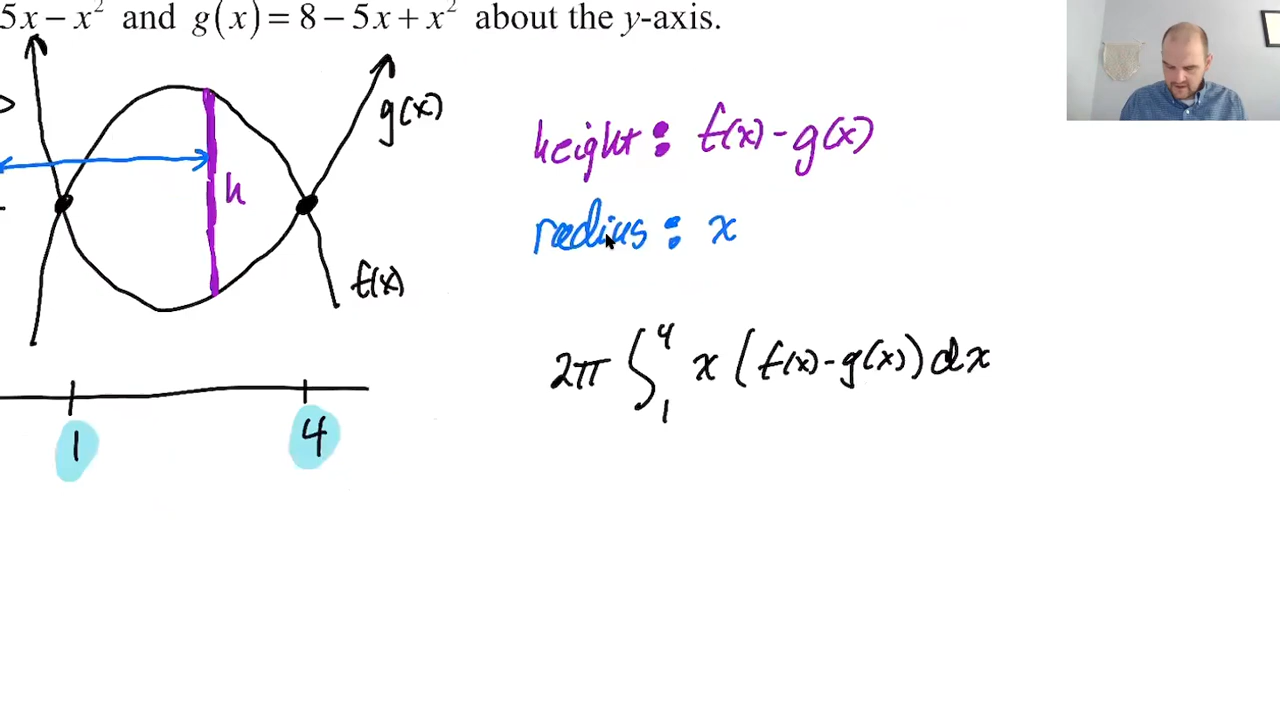 5x − x² and g(x) = 8 − 5x + x² about the y-axis.
g(x)
height: f(x) - g(x)
h
radius: x
f(x)
2π ∫₁⁴ x (f(x) - g(x)) dx
1 4